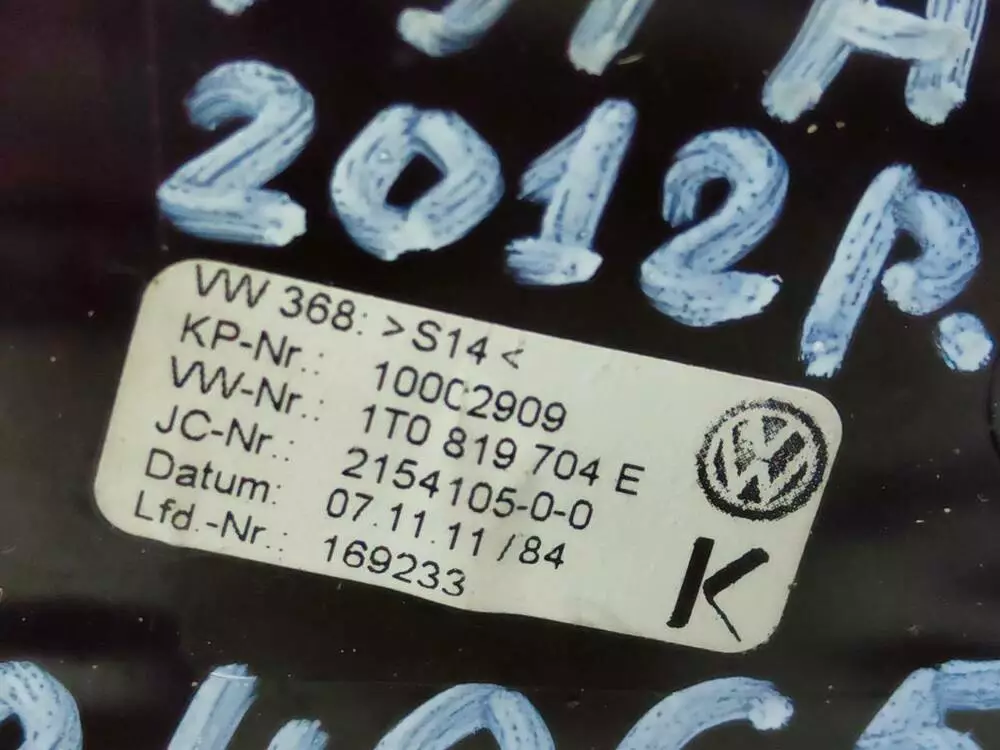 2012р.
VW 368: >S14<
KP-Nr.: 10002909
VW-Nr.: 1T0 819 704 E
JC-Nr.: 2154105-0-0
Datum: 07.11.11 /84
Lfd.-Nr.: 169233
K